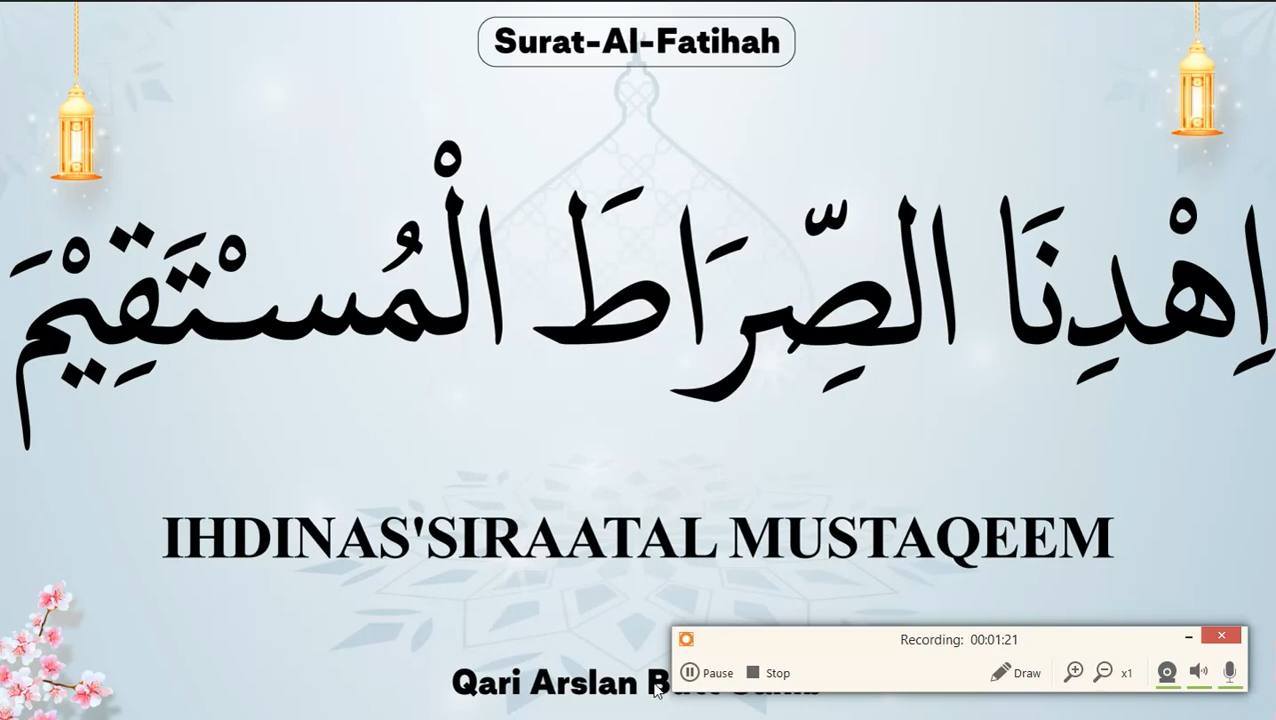 Surat-Al-Fatihah
اِهْدِنَا الصِّرَاطَ الْمُسْتَقِيْمَ
IHDINAS'SIRAATAL MUSTAQEEM
Recording: 00:01:21
Pause Stop Draw x1
Qari Arslan